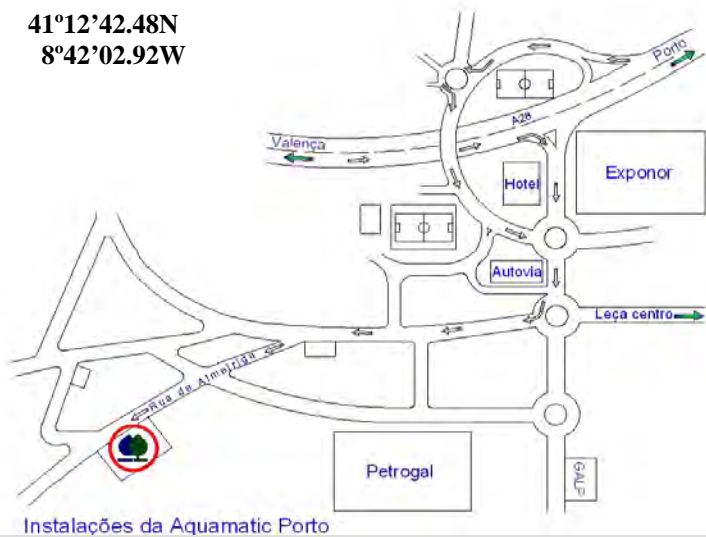 41º12’42.48N
8º42’02.92W
Porto
A28
Valença
Exponor
Hotel
Autovia
Leça centro
Rua de Almeiriga
Petrogal
GALP
Instalações da Aquamatic Porto